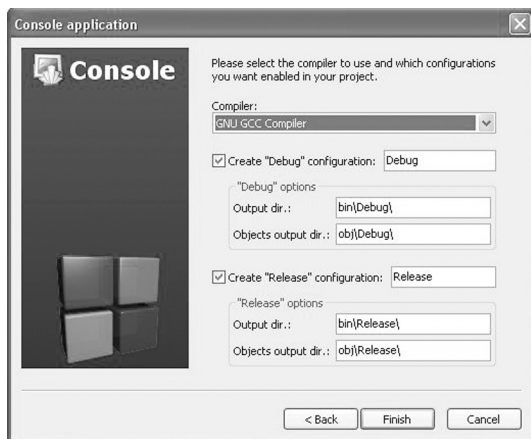 Console application
Console
Please select the compiler to use and which configurations
you want enabled in your project.
Compiler:
GNU GCC Compiler
Create "Debug" configuration: Debug
"Debug" options
Output dir.: bin\Debug\
Objects output dir.: obj\Debug\
Create "Release" configuration: Release
"Release" options
Output dir.: bin\Release\
Objects output dir.: obj\Release\
< Back Finish Cancel